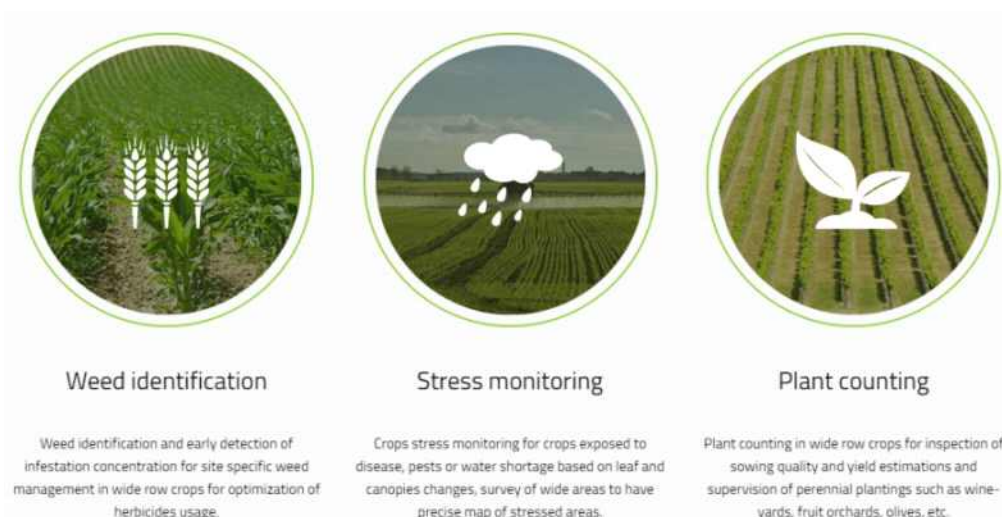 Weed identification
Weed identification and early detection of
infestation concentration for site specific weed
management in wide row crops for optimization of
herbicides usage.
Stress monitoring
Crops stress monitoring for crops exposed to
disease, pests or water shortage based on leaf and
canopies changes, survey of wide areas to have
precise map of stressed areas.
Plant counting
Plant counting in wide row crops for inspection of
sowing quality and yield estimations and
supervision of perennial plantings such as wine-
yards, fruit orchards, olives, etc.